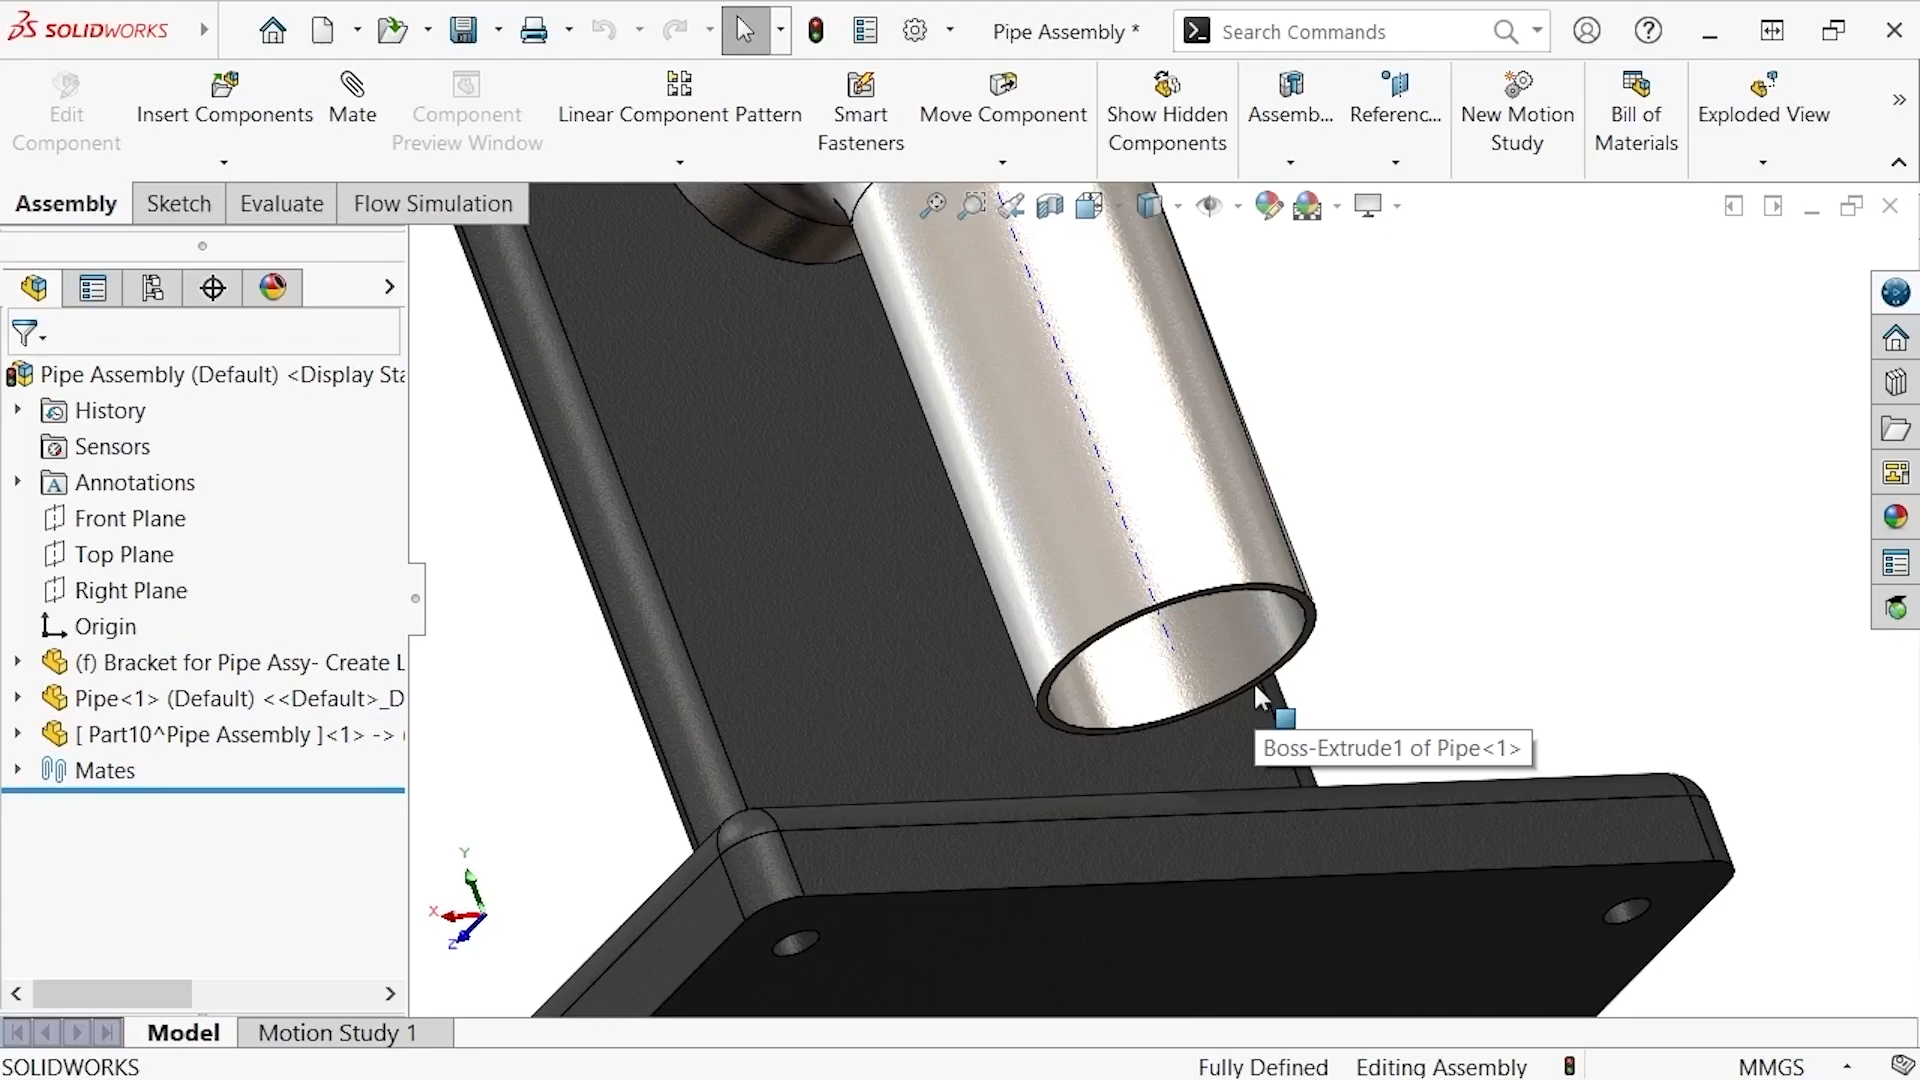 SOLIDWORKS
Pipe Assembly *
Search Commands
Edit
Component
Insert Components
Mate
Component
Preview Window
Linear Component Pattern
Smart
Fasteners
Move Component
Show Hidden
Components
Assemb...
Referenc...
New Motion
Study
Bill of
Materials
Exploded View
Assembly
Sketch
Evaluate
Flow Simulation
Pipe Assembly (Default) <Display Sta
History
Sensors
A Annotations
Front Plane
Top Plane
Right Plane
Origin
(f) Bracket for Pipe Assy- Create L
Pipe<1> (Default) <<Default>_D
[ Part10^Pipe Assembly ]<1> -> (
Mates
Boss-Extrude1 of Pipe<1>
Y
X
Z
Model
Motion Study 1
SOLIDWORKS
Fully Defined
Editing Assembly
MMGS